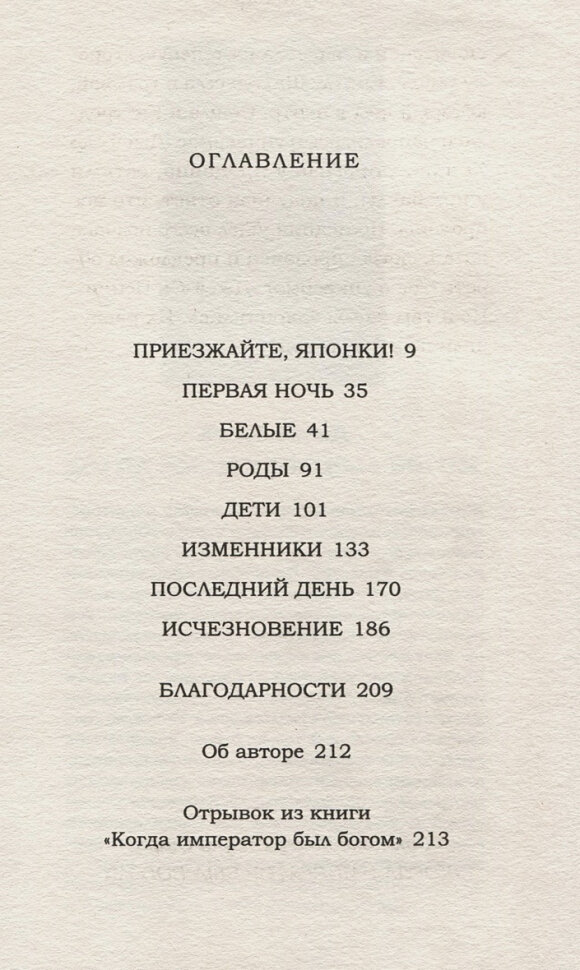 ОГЛАВЛЕНИЕ
ПРИЕЗЖАЙТЕ, ЯПОНКИ! 9
ПЕРВАЯ НОЧЬ 35
БЕЛЫЕ 41
РОДЫ 91
ДЕТИ 101
ИЗМЕННИКИ 133
ПОСЛЕДНИЙ ДЕНЬ 170
ИСЧЕЗНОВЕНИЕ 186
БЛАГОДАРНОСТИ 209
Об авторе 212
Отрывок из книги
«Когда император был богом» 213